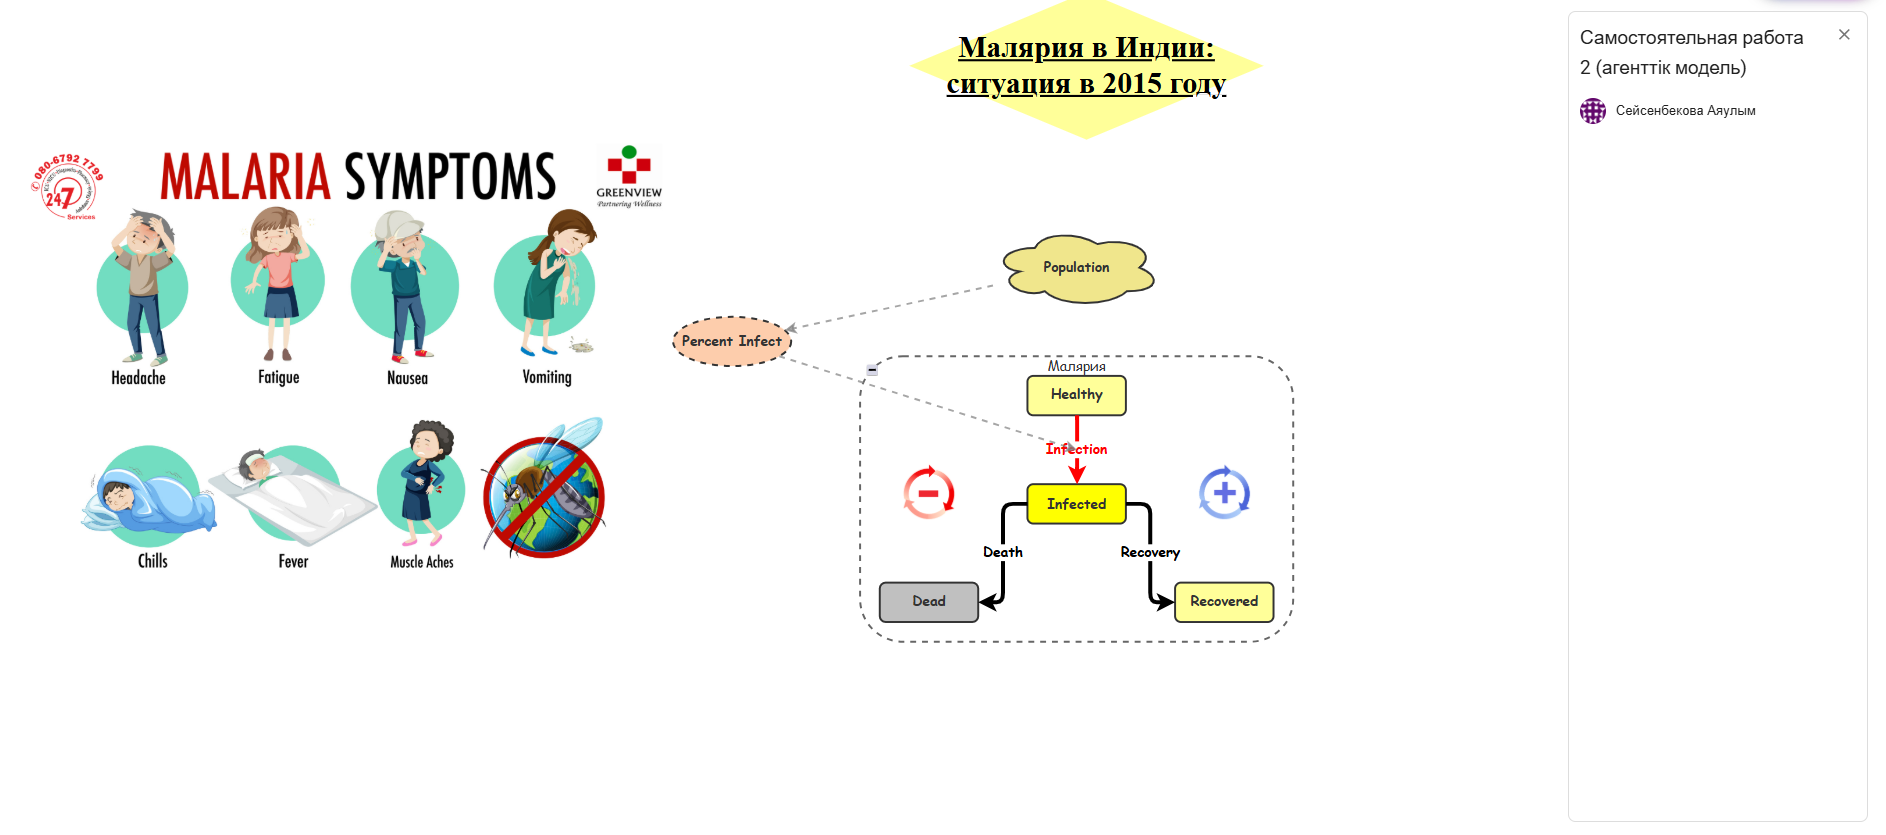 Малярия в Индии:
ситуация в 2015 году
Самостоятельная работа
2 (агенттік модель)
Сейсенбекова Аяулым
080-6792 7799
24/7
Services
MALARIA SYMPTOMS
GREENVIEW
Partnering Wellness
Headache
Fatigue
Nausea
Vomiting
Chills
Fever
Muscle Aches
Population
Percent Infect
Малярия
Healthy
Infection
Infected
Death
Recovery
Dead
Recovered